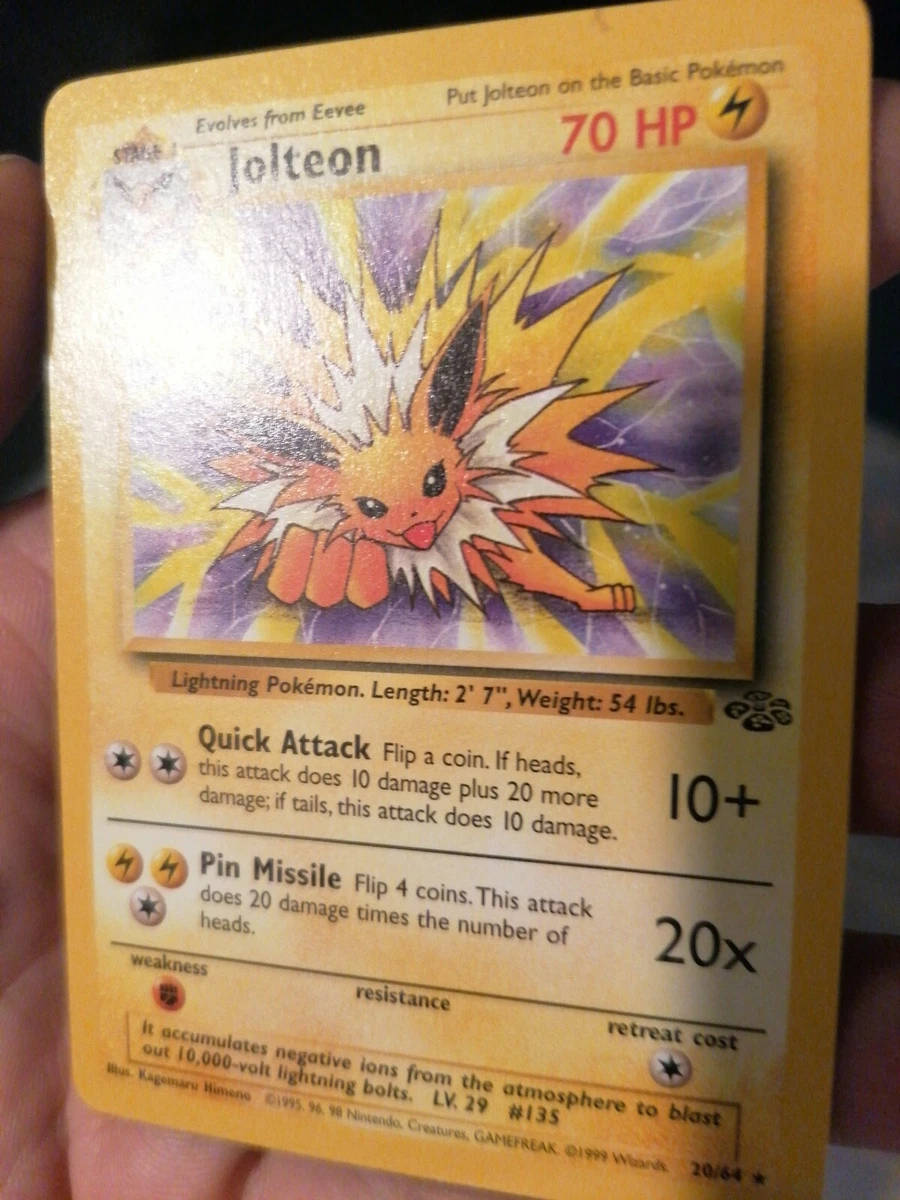 Evolves from Eevee
Put Jolteon on the Basic Pokémon
STAGE 1
Jolteon
70 HP
Lightning Pokémon. Length: 2' 7", Weight: 54 lbs.
Quick Attack Flip a coin. If heads,
this attack does 10 damage plus 20 more
damage; if tails, this attack does 10 damage.
10+
Pin Missile Flip 4 coins. This attack
does 20 damage times the number of
heads.
20x
weakness
resistance
retreat cost
It accumulates negative ions from the atmosphere to blast
out 10,000-volt lightning bolts. LV. 29 #135
Illus. Kagemaru Himeno ©1995, 96, 98 Nintendo, Creatures, GAMEFREAK. ©1999 Wizards. 20/64 ★